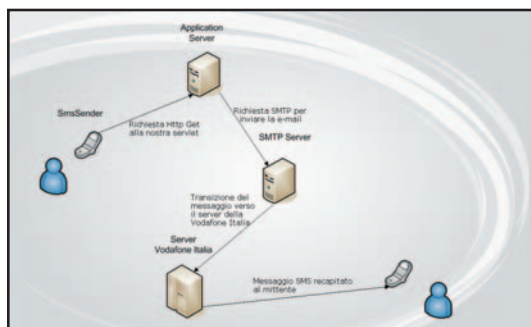 Application
Server
SmsSender
Richiesta Http Get
alla nostra servlet
Richiesta SMTP per
inviare la e-mail
SMTP Server
Transizione del
messaggio verso
il server della
Vodafone Italia
Server
Vodafone Italia
Messaggio SMS recapitato
al mittente